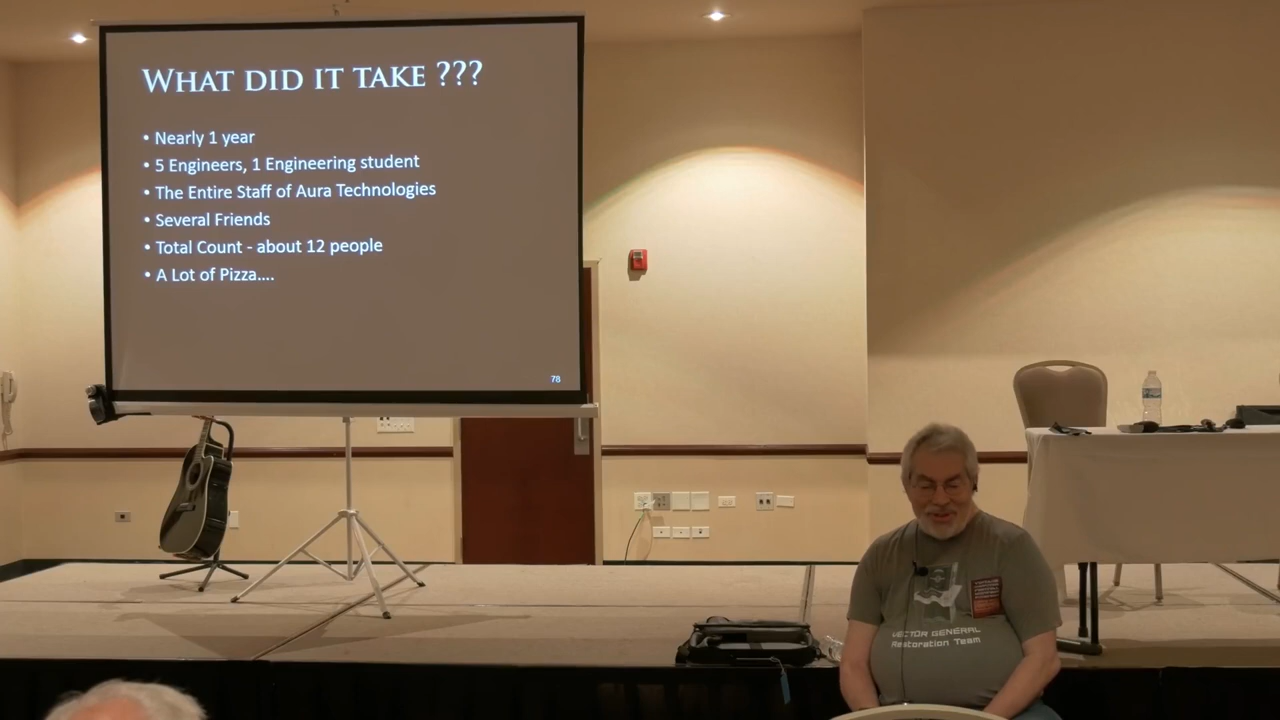 WHAT DID IT TAKE ???
• Nearly 1 year
• 5 Engineers, 1 Engineering student
• The Entire Staff of Aura Technologies
• Several Friends
• Total Count - about 12 people
• A Lot of Pizza....
78
VECTOR GENERAL
Restoration Team